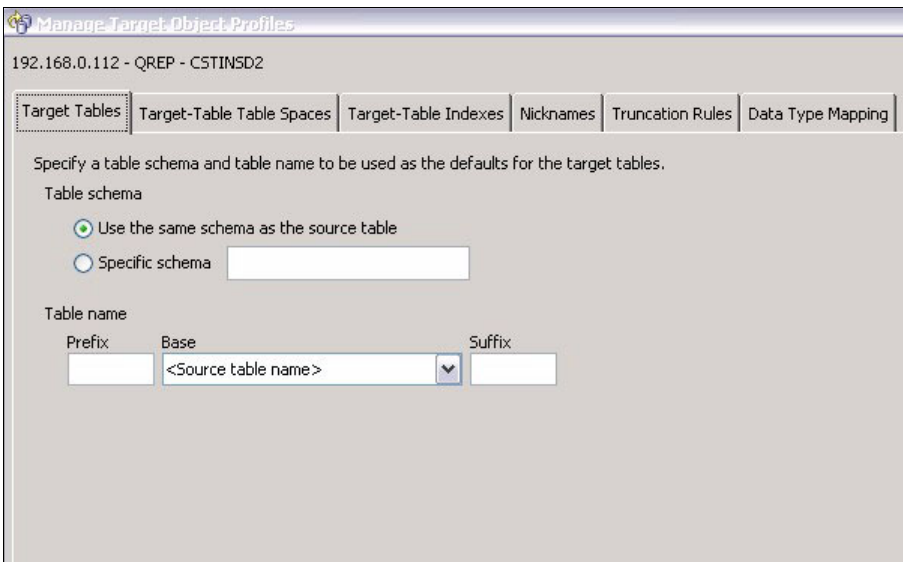 Manage Target Object Profiles
192.168.0.112 - QREP - CSTINSD2
Target Tables Target-Table Table Spaces Target-Table Indexes Nicknames Truncation Rules Data Type Mapping
Specify a table schema and table name to be used as the defaults for the target tables.
Table schema
Use the same schema as the source table
Specific schema
Table name
Prefix Base Suffix
<Source table name>